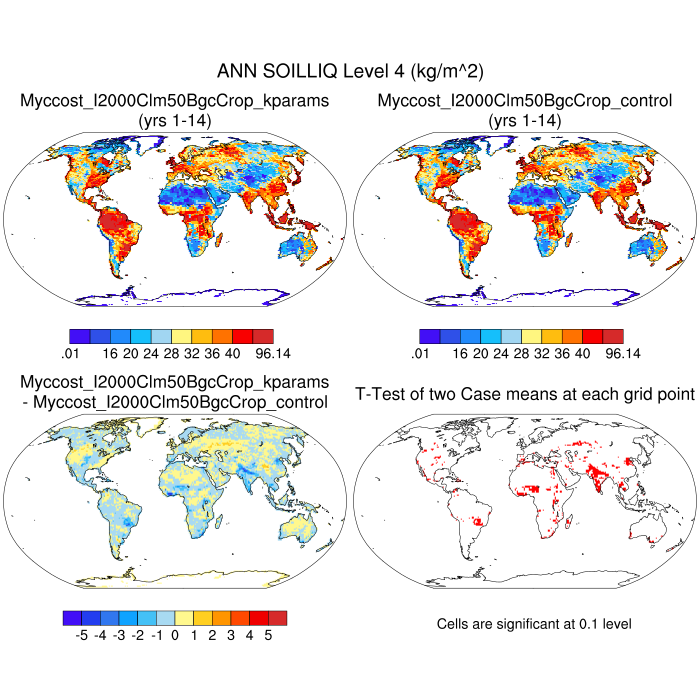 ANN SOILLIQ Level 4 (kg/m^2)
Myccost_I2000Clm50BgcCrop_kparams
(yrs 1-14)
Myccost_I2000Clm50BgcCrop_control
(yrs 1-14)
.01 16 20 24 28 32 36 40 96.14
.01 16 20 24 28 32 36 40 96.14
Myccost_I2000Clm50BgcCrop_kparams
- Myccost_I2000Clm50BgcCrop_control
T-Test of two Case means at each grid point
-5 -4 -3 -2 -1 0 1 2 3 4 5
Cells are significant at 0.1 level